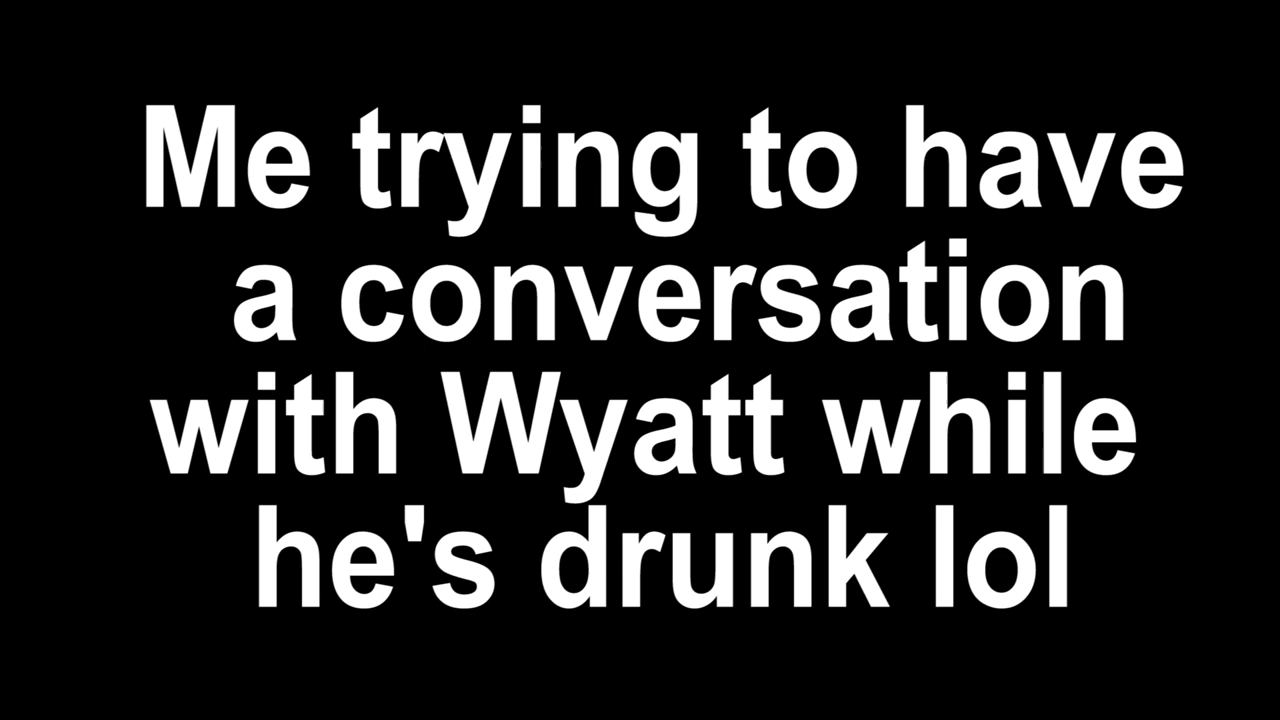 Me trying to have
a conversation
with Wyatt while
he's drunk lol